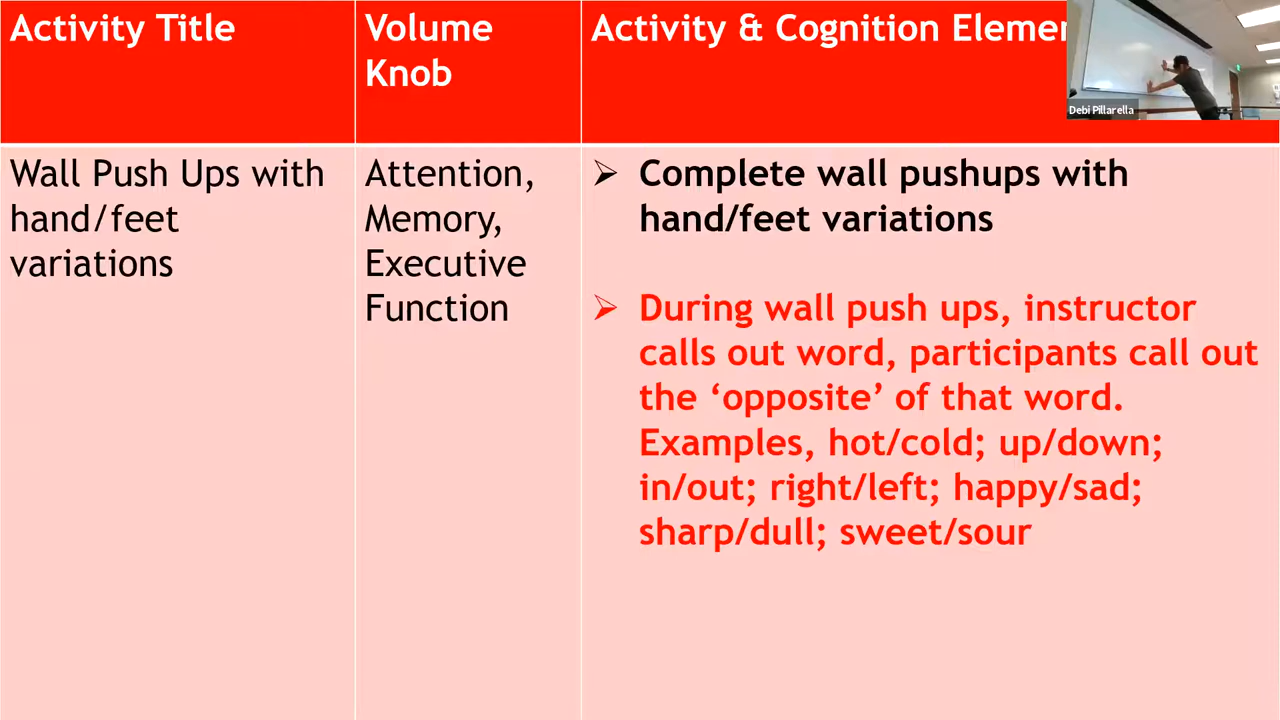 Activity Title
Volume
Knob
Activity & Cognition
Debi Pillarella
Wall Push Ups with
hand/feet
variations
Attention,
Memory,
Executive
Function
➢ Complete wall pushups with
hand/feet variations
➢ During wall push ups, instructor
calls out word, participants call out
the ‘opposite’ of that word.
Examples, hot/cold; up/down;
in/out; right/left; happy/sad;
sharp/dull; sweet/sour